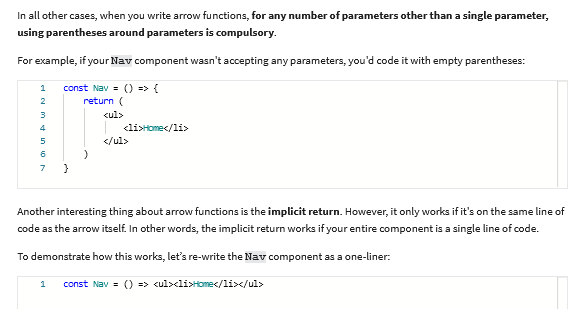 In all other cases, when you write arrow functions, for any number of parameters other than a single parameter,
using parentheses around parameters is compulsory.
For example, if your Nav component wasn't accepting any parameters, you'd code it with empty parentheses:
1 const Nav = () => {
2     return (
3         <ul>
4             <li>Home</li>
5         </ul>
6     )
7 }
Another interesting thing about arrow functions is the implicit return. However, it only works if it's on the same line of
code as the arrow itself. In other words, the implicit return works if your entire component is a single line of code.
To demonstrate how this works, let's re-write the Nav component as a one-liner:
1 const Nav = () => <ul><li>Home</li></ul>